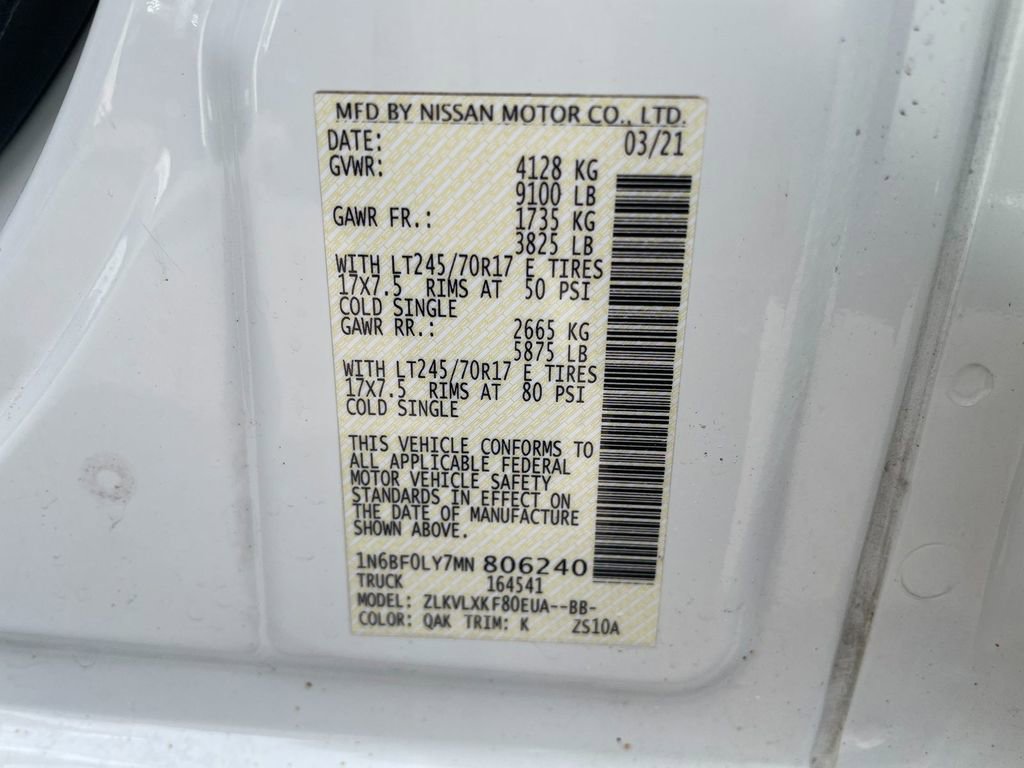 MFD BY NISSAN MOTOR CO., LTD.
DATE: 03/21
GVWR: 4128 KG
9100 LB
GAWR FR.: 1735 KG
3825 LB
WITH LT245/70R17 E TIRES
17X7.5 RIMS AT 50 PSI
COLD SINGLE
GAWR RR.: 2665 KG
5875 LB
WITH LT245/70R17 E TIRES
17X7.5 RIMS AT 80 PSI
COLD SINGLE
THIS VEHICLE CONFORMS TO
ALL APPLICABLE FEDERAL
MOTOR VEHICLE SAFETY
STANDARDS IN EFFECT ON
THE DATE OF MANUFACTURE
SHOWN ABOVE.
1N6BF0LY7MN 806240
TRUCK 164541
MODEL: ZLKVLXKF80EUA--BB-
COLOR: QAK TRIM: K ZS10A